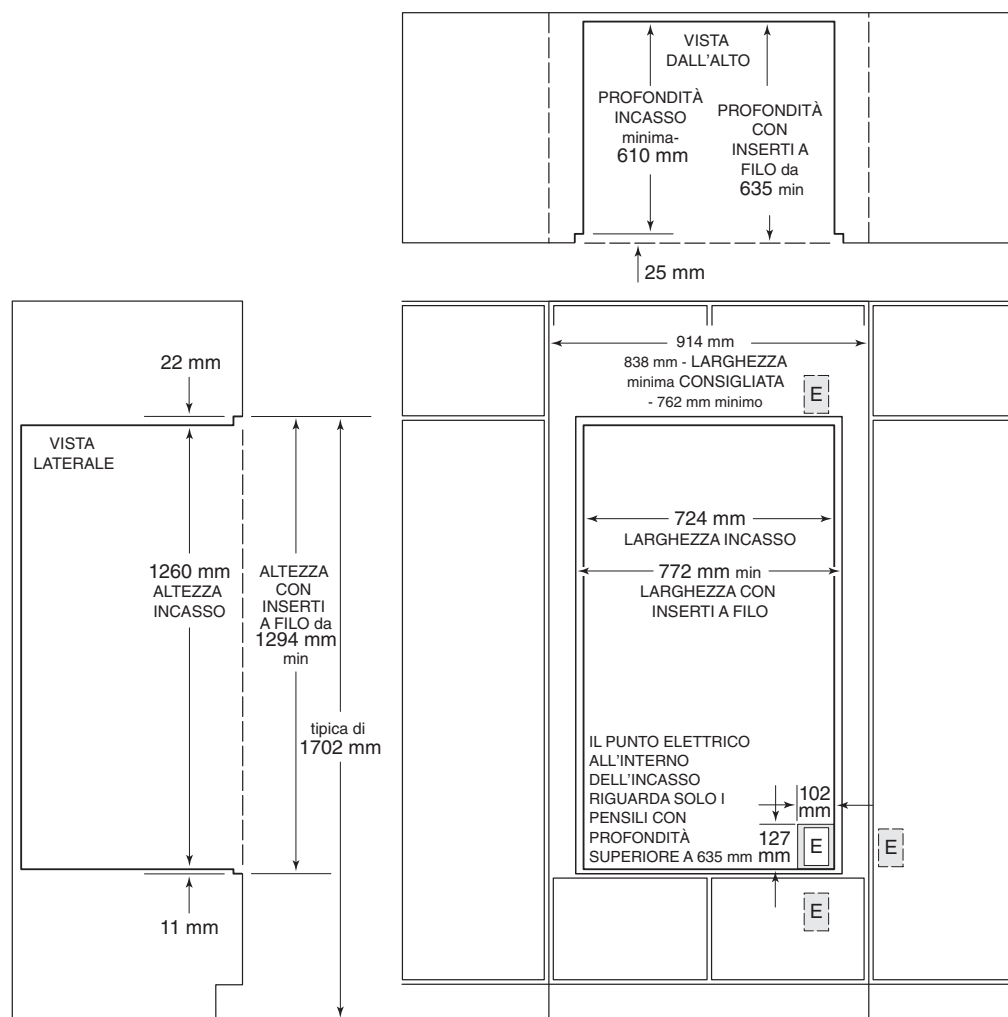 VISTA
DALL'ALTO
PROFONDITÀ
INCASSO
minima-
610 mm
PROFONDITÀ
CON
INSERTI A
FILO da
635 min
25 mm
22 mm
VISTA
LATERALE
1260 mm
ALTEZZA
INCASSO
11 mm
ALTEZZA
CON
INSERTI
A FILO da
1294 mm
min
tipica di
1702 mm
914 mm
838 mm - LARGHEZZA
minima CONSIGLIATA
- 762 mm minimo
E
724 mm
LARGHEZZA INCASSO
772 mm min
LARGHEZZA CON
INSERTI A FILO
IL PUNTO ELETTRICO
ALL'INTERNO
DELL'INCASSO
RIGUARDA SOLO I
PENSILI CON
PROFONDITÀ
SUPERIORE A 635 mm
102
mm
127
mm
E
E
E